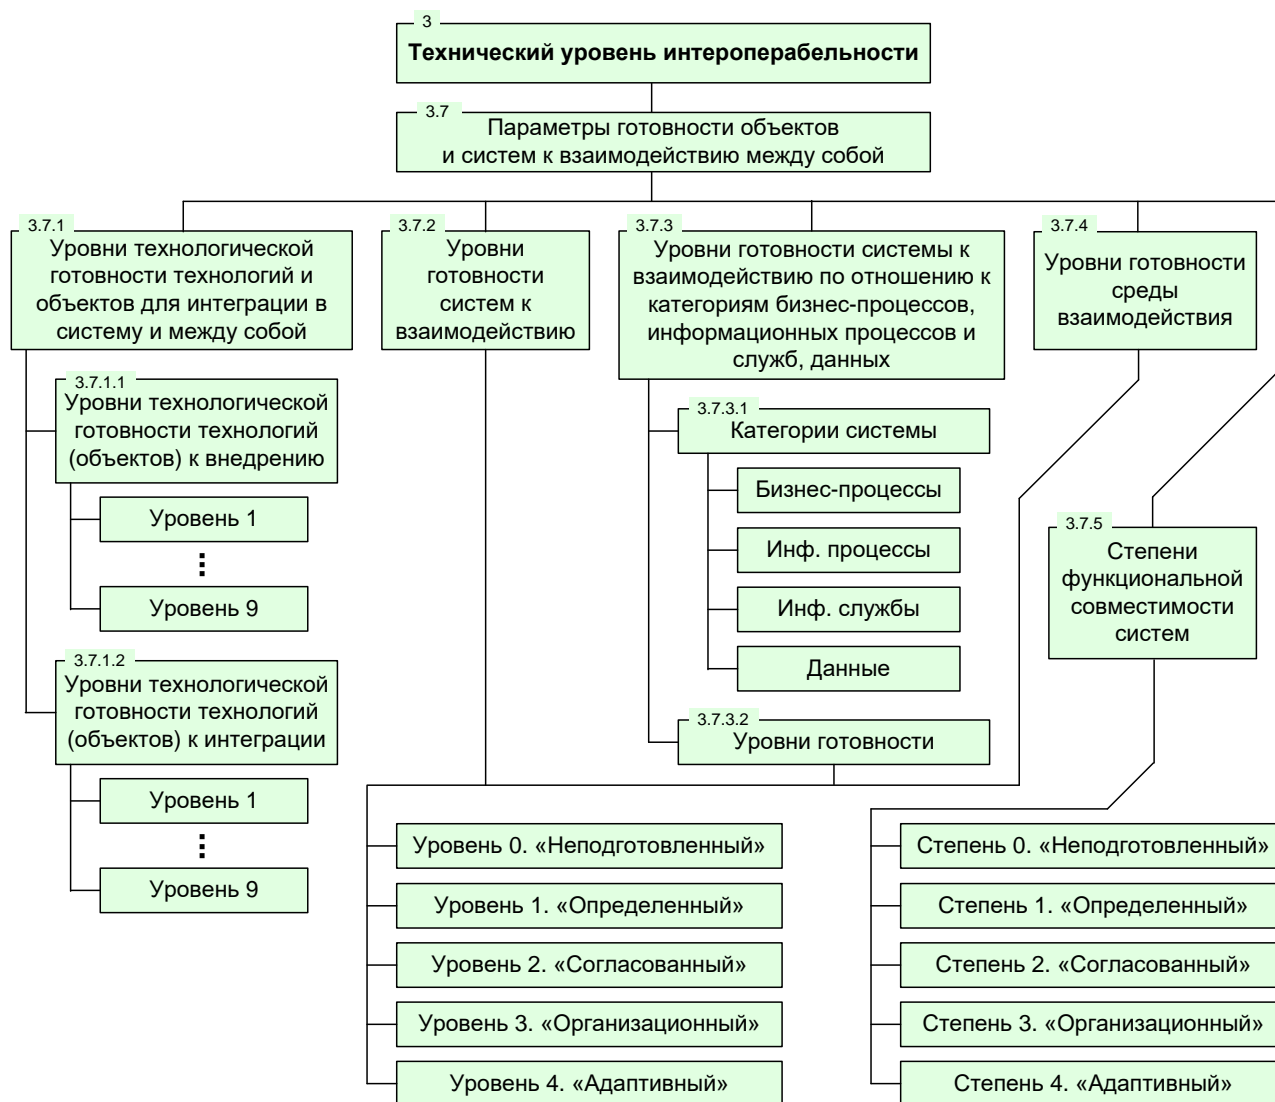 3
Технический уровень интероперабельности
3.7
Параметры готовности объектов
и систем к взаимодействию между собой
3.7.1
Уровни технологической
готовности технологий и
объектов для интеграции в
систему и между собой
3.7.1.1
Уровни технологической
готовности технологий
(объектов) к внедрению
Уровень 1
Уровень 9
3.7.1.2
Уровни технологической
готовности технологий
(объектов) к интеграции
Уровень 1
Уровень 9
3.7.2
Уровни
готовности
систем к
взаимодействию
3.7.3
Уровни готовности системы к
взаимодействию по отношению к
категориям бизнес-процессов,
информационных процессов и
служб, данных
3.7.3.1
Категории системы
Бизнес-процессы
Инф. процессы
Инф. службы
Данные
3.7.3.2
Уровни готовности
3.7.4
Уровни готовности
среды
взаимодействия
3.7.5
Степени
функциональной
совместимости
систем
Уровень 0. «Неподготовленный»
Уровень 1. «Определенный»
Уровень 2. «Согласованный»
Уровень 3. «Организационный»
Уровень 4. «Адаптивный»
Степень 0. «Неподготовленный»
Степень 1. «Определенный»
Степень 2. «Согласованный»
Степень 3. «Организационный»
Степень 4. «Адаптивный»